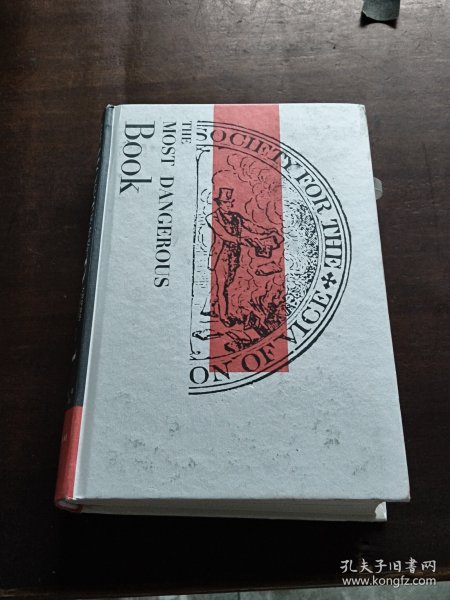 THE
MOST DANGEROUS
Book
SOCIETY FOR THE
ON OF VICE
孔夫子旧书网
www.kongfz.com